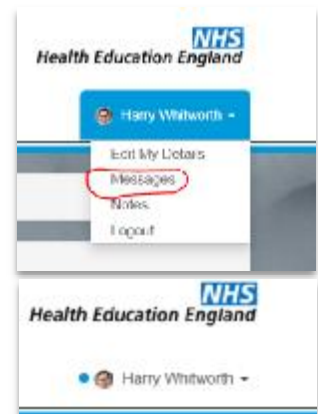 NHS
Health Education England
Harry Whitworth
Edit My Details
Messages
Notes
Logout
NHS
Health Education England
Harry Whitworth